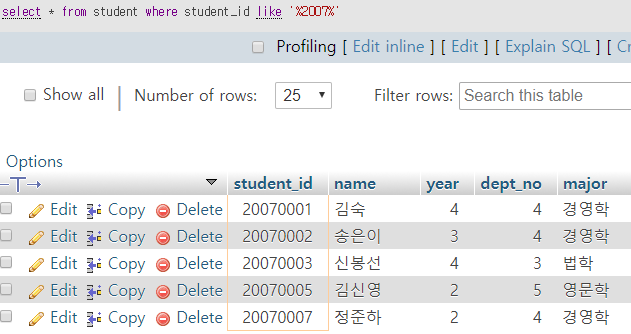 select * from student where student_id like '%2007%'
Profiling [ Edit inline ] [ Edit ] [ Explain SQL ] [ Cr
Show all | Number of rows: 25 Filter rows: Search this table
Options
student_id name year dept_no major
Edit Copy Delete 20070001 김숙 4 4 경영학
Edit Copy Delete 20070002 송은이 3 4 경영학
Edit Copy Delete 20070003 신봉선 4 3 법학
Edit Copy Delete 20070005 김신영 2 5 영문학
Edit Copy Delete 20070007 정준하 2 4 경영학